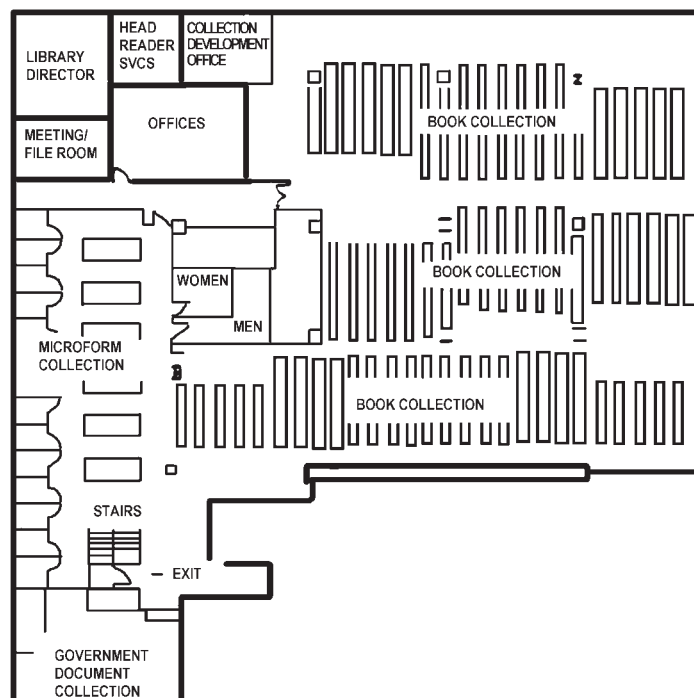 LIBRARY
DIRECTOR
HEAD
READER
SVCS
COLLECTION
DEVELOPMENT
OFFICE
MEETING/
FILE ROOM
OFFICES
BOOK COLLECTION
WOMEN
MEN
BOOK COLLECTION
MICROFORM
COLLECTION
BOOK COLLECTION
STAIRS
EXIT
GOVERNMENT
DOCUMENT
COLLECTION